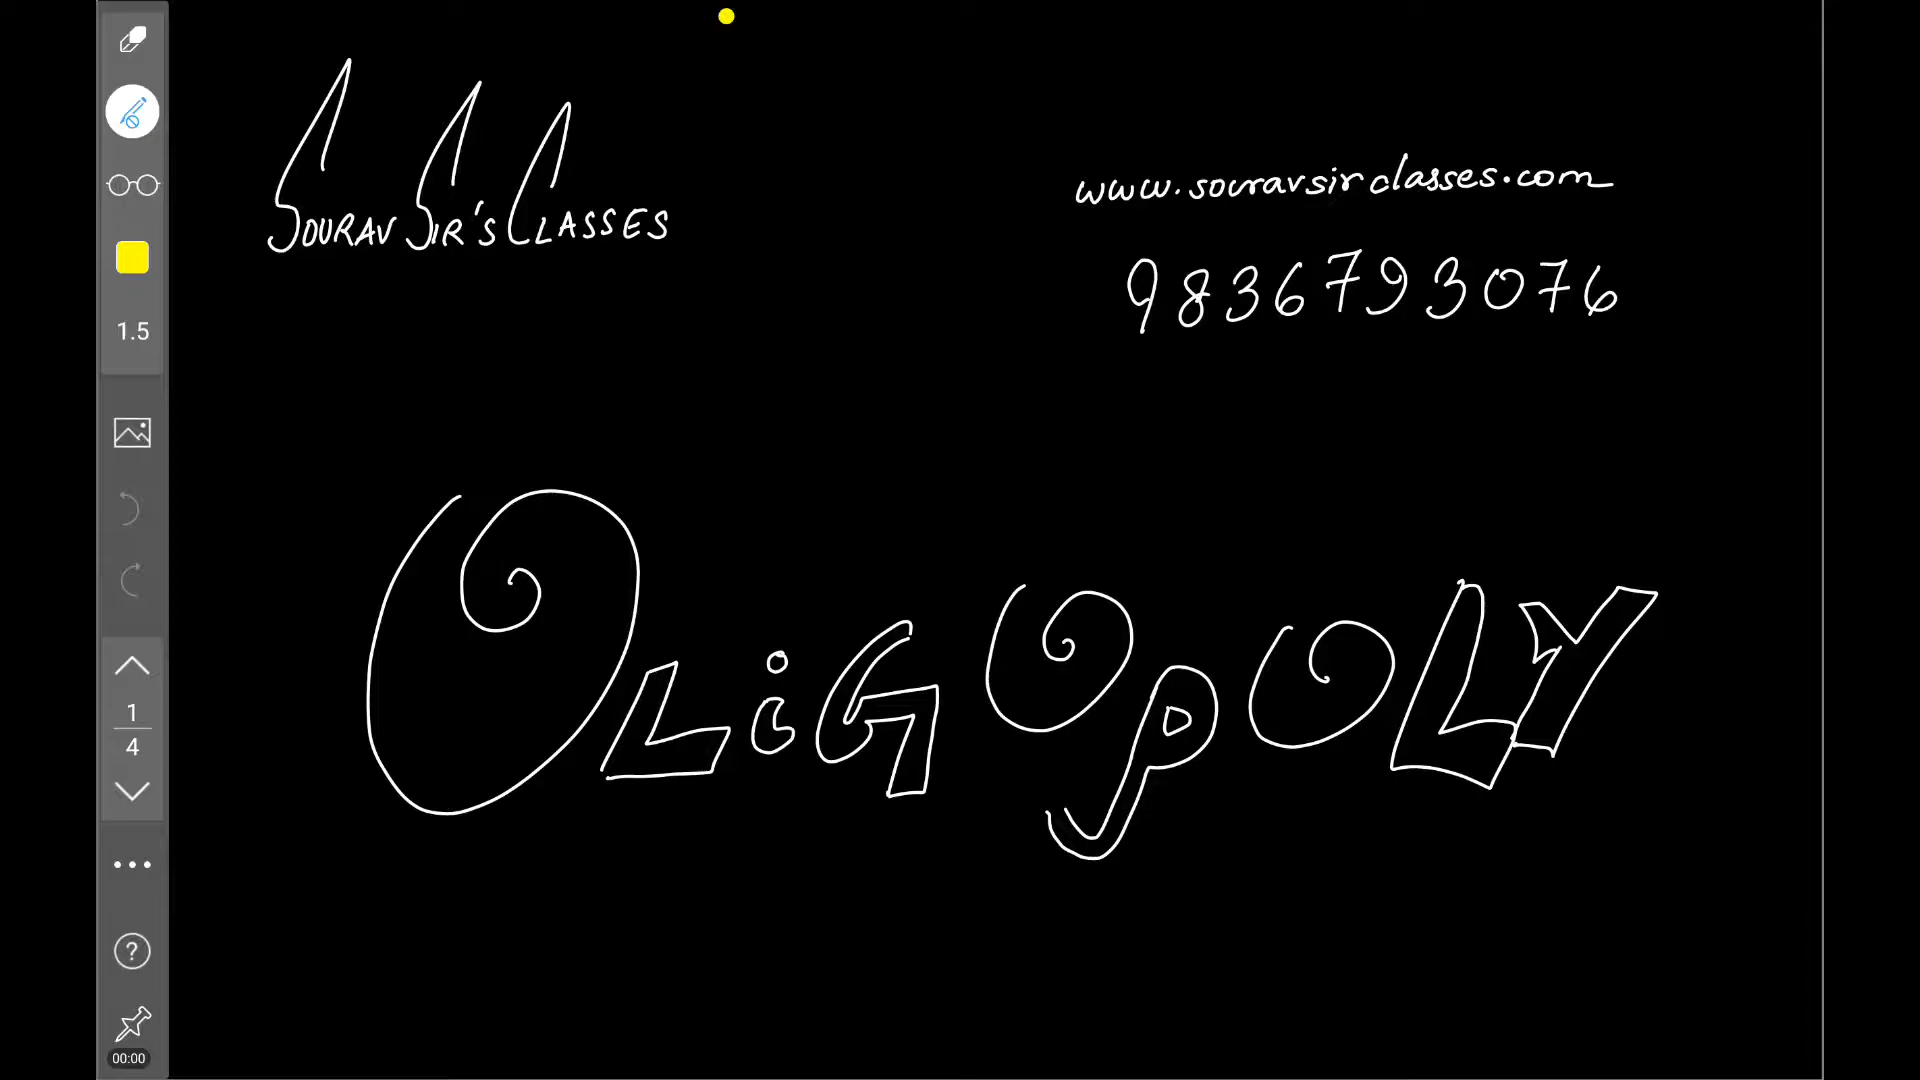 SOURAV SIR'S CLASSES
www.souravsirclasses.com
9836793076
OLiGOpOLY
1.5
1
4
?
00:00